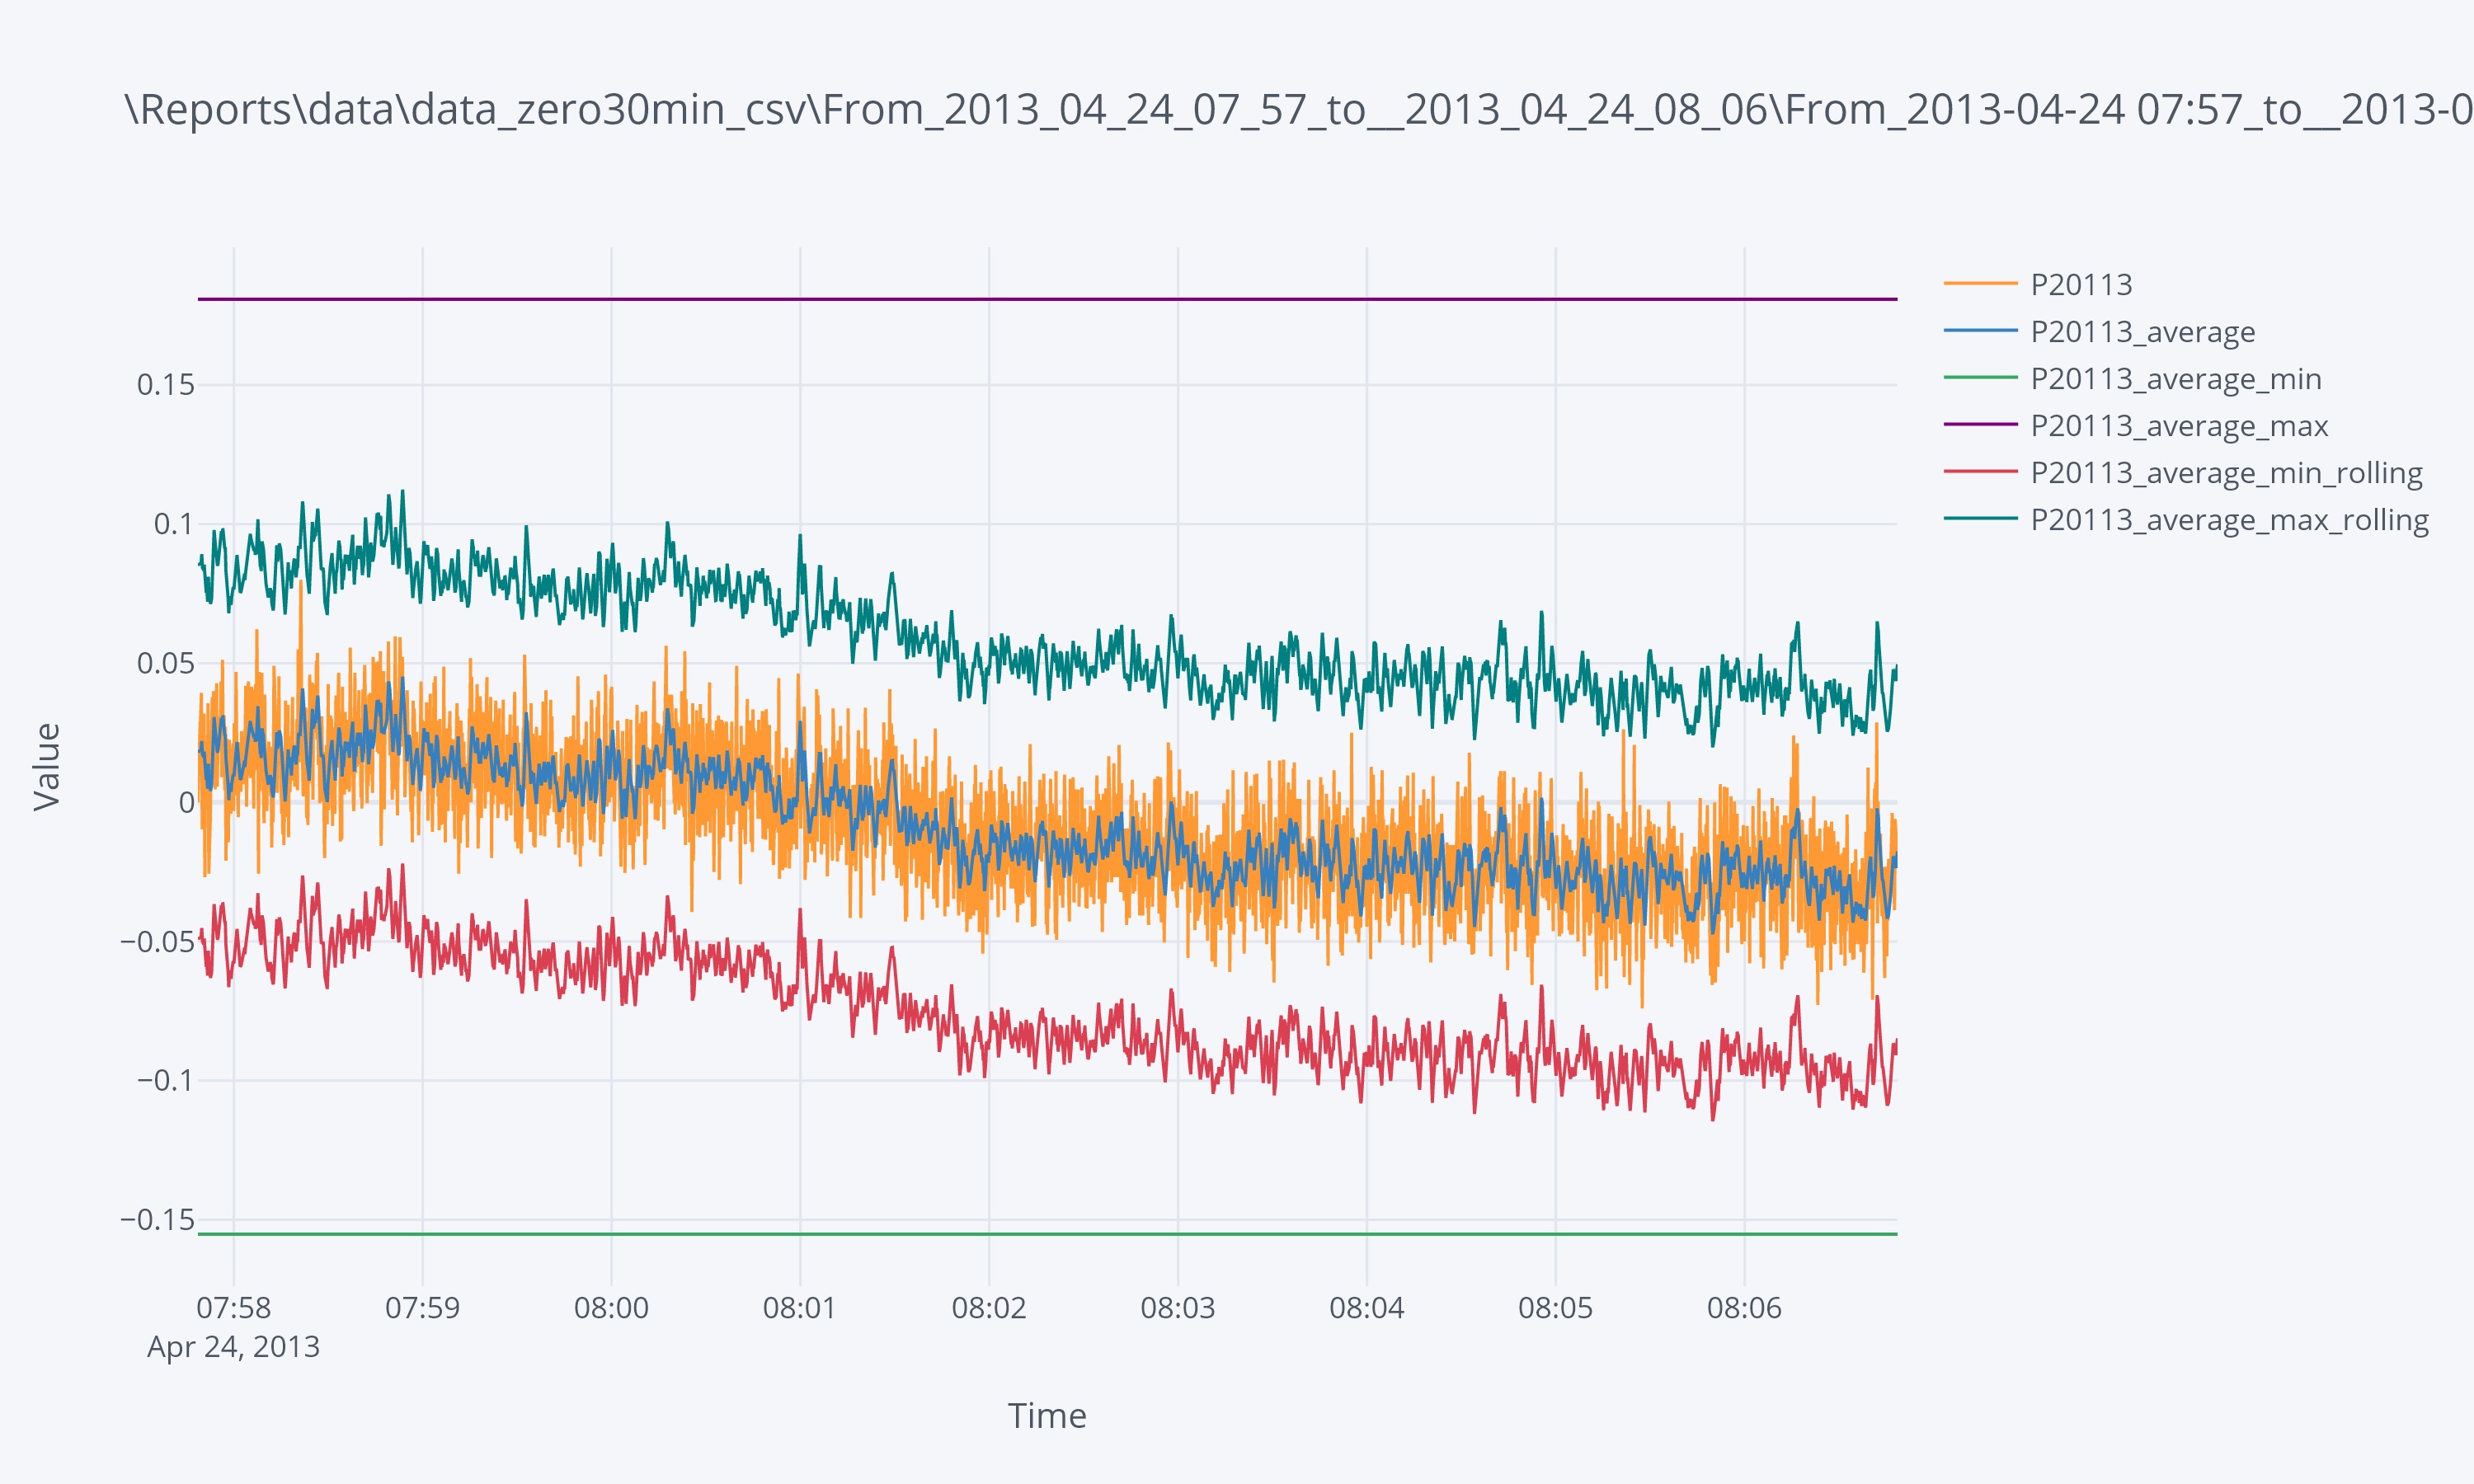 \Reports\data\data_zero30min_csv\From_2013_04_24_07_57_to__2013_04_24_08_06\From_2013-04-24 07:57_to__2013-0
P20113
P20113_average
P20113_average_min
P20113_average_max
P20113_average_min_rolling
P20113_average_max_rolling
0.15
0.1
0.05
0
−0.05
−0.1
−0.15
Value
07:58 07:59 08:00 08:01 08:02 08:03 08:04 08:05 08:06
Apr 24, 2013
Time